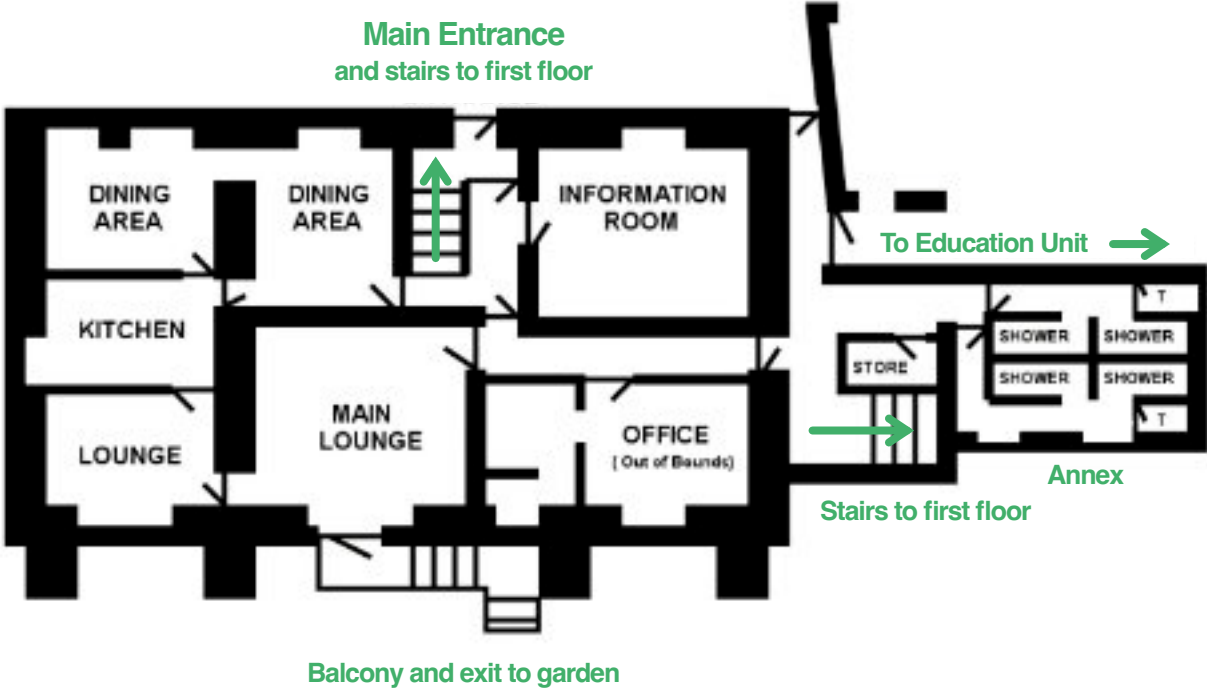 Main Entrance
and stairs to first floor
DINING
AREA
DINING
AREA
INFORMATION
ROOM
To Education Unit
T
KITCHEN
SHOWER
SHOWER
STORE
SHOWER
SHOWER
MAIN
LOUNGE
LOUNGE
OFFICE
( Out of Bounds)
T
Annex
Stairs to first floor
Balcony and exit to garden